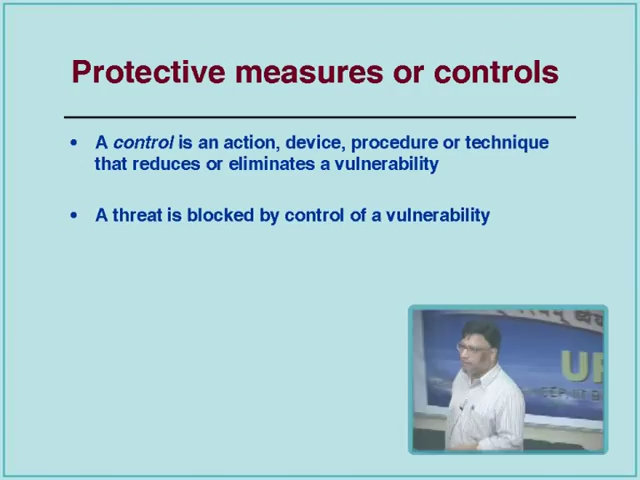 Protective measures or controls
• A control is an action, device, procedure or technique
that reduces or eliminates a vulnerability
• A threat is blocked by control of a vulnerability
UP